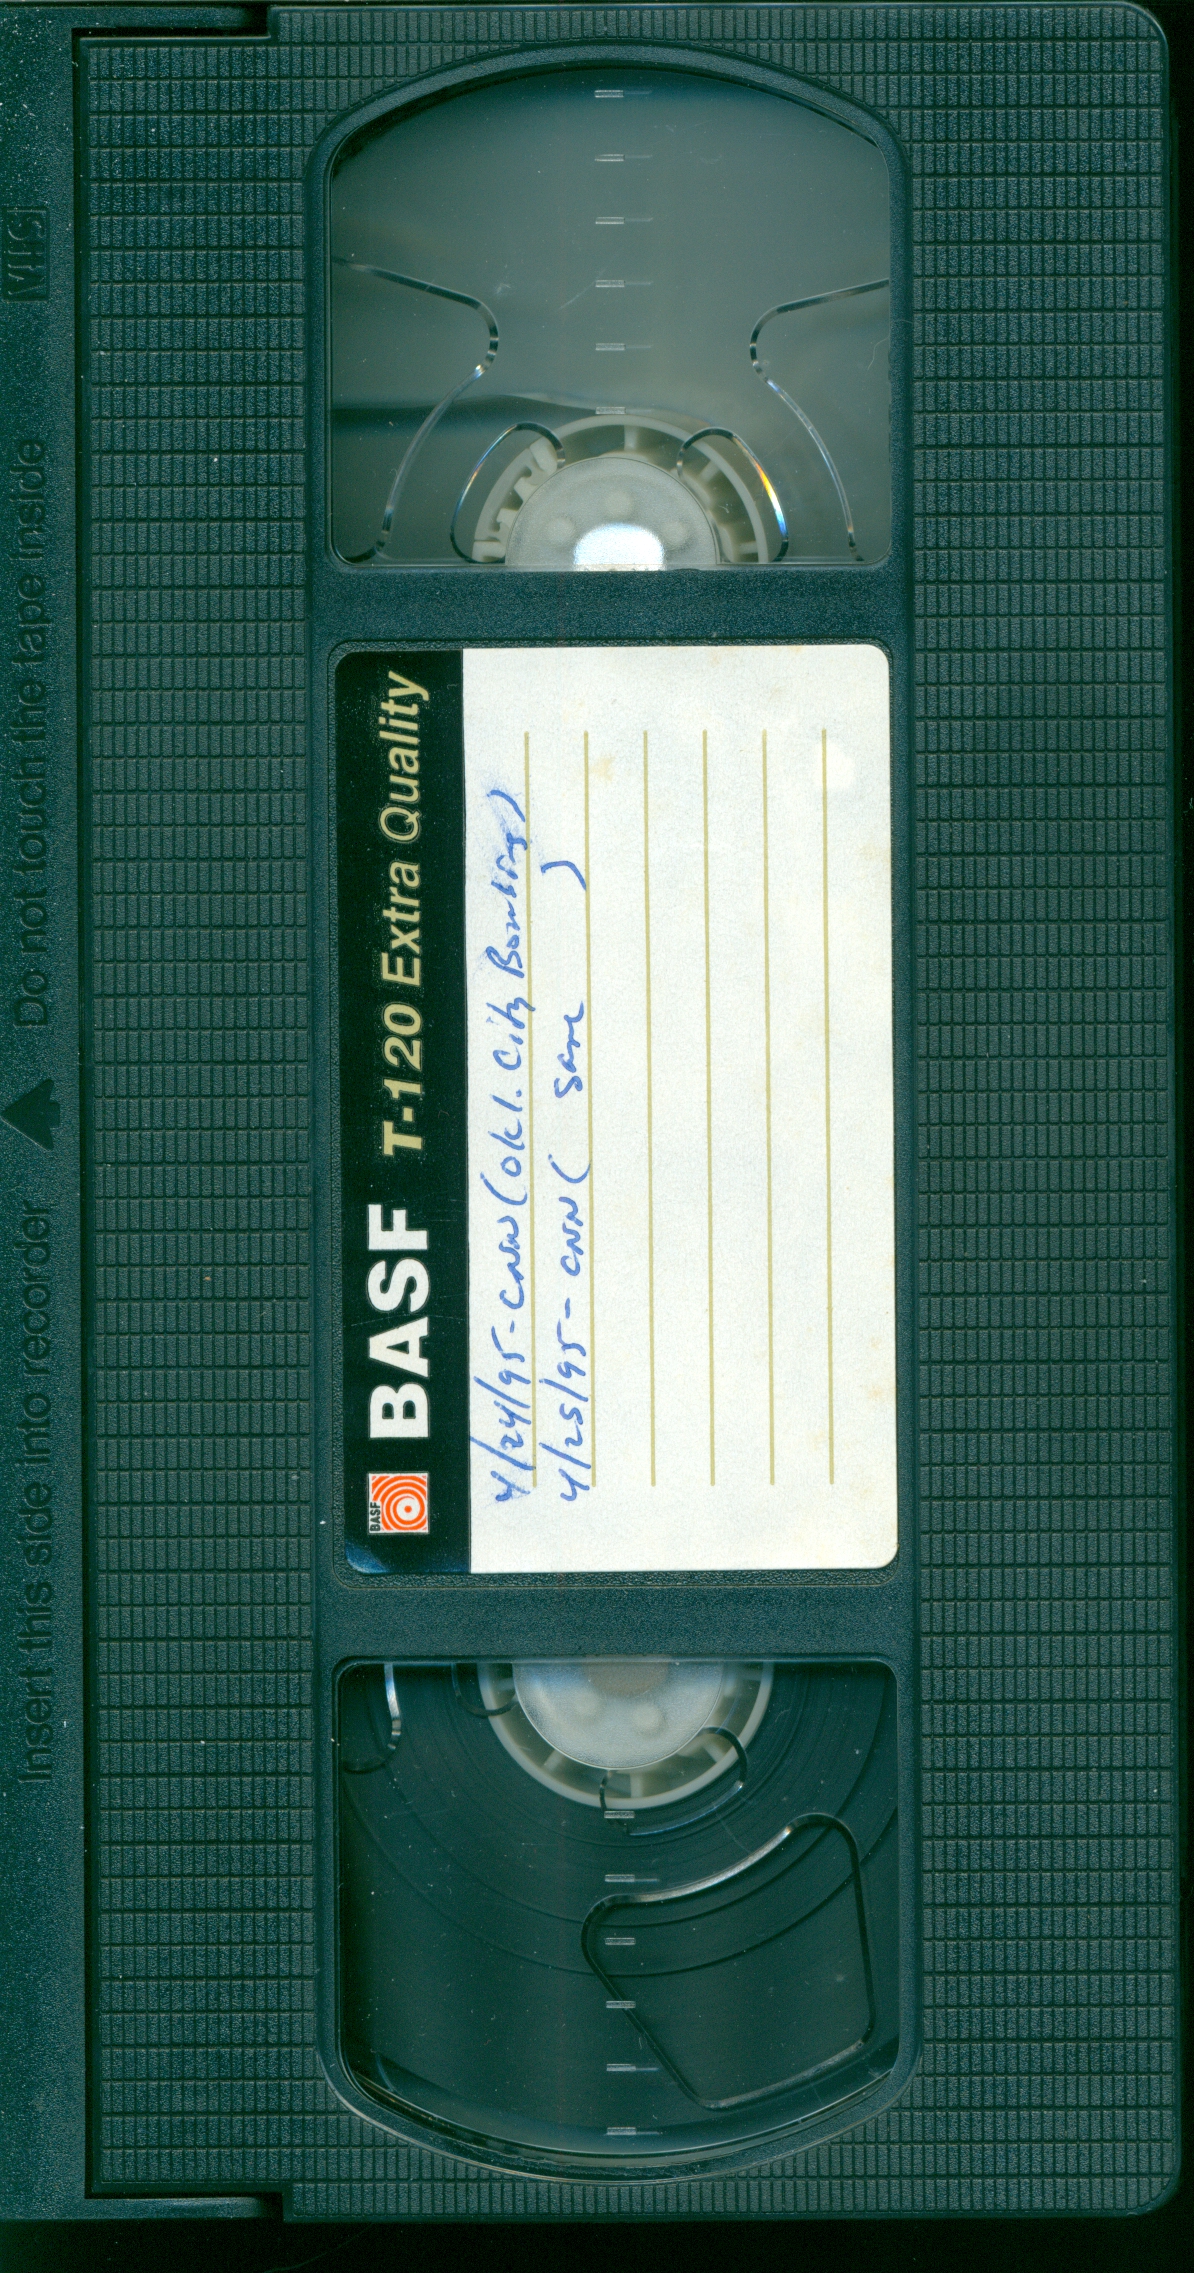 VHS
Insert this side into recorder ▲ Do not touch the tape inside
BASF
BASF T-120 Extra Quality
4/24/95 - CNN (Okl. City Bombing)
4/25/95 - CNN ( Same )